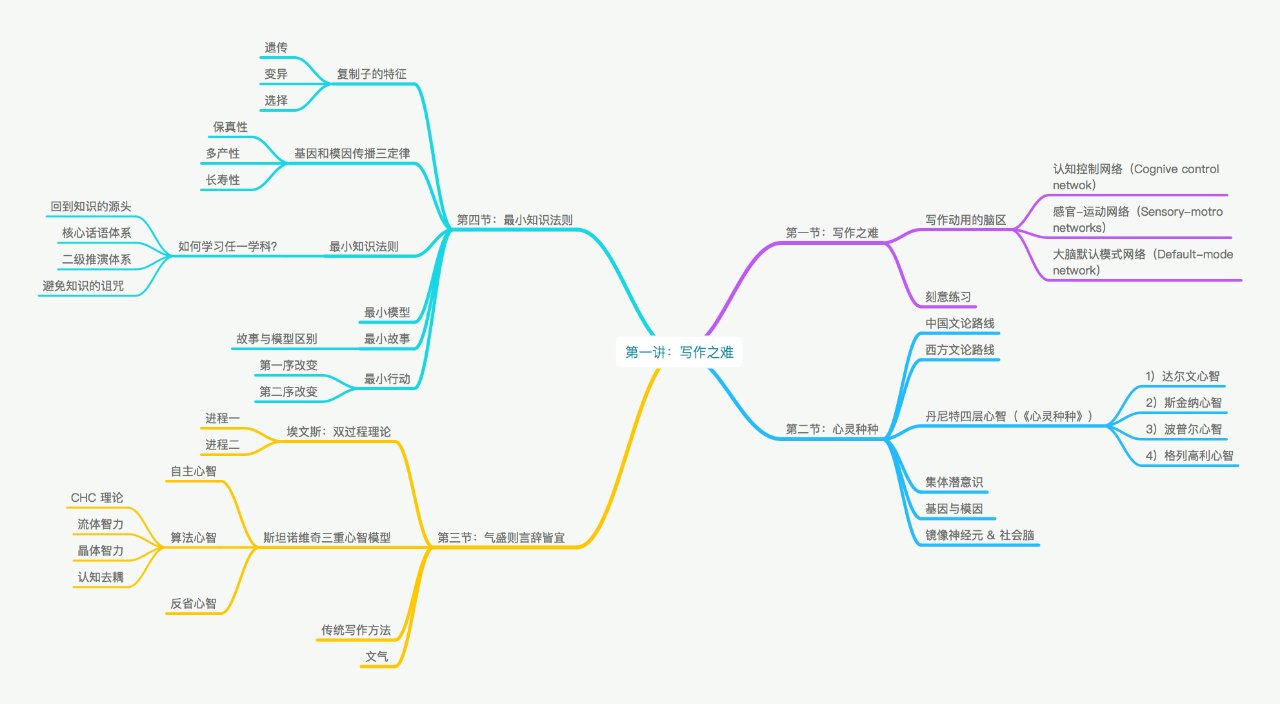 第一讲：写作之难
第一节：写作之难
写作动用的脑区
认知控制网络（Cognive control
netwok）
感官-运动网络（Sensory-motro
networks）
大脑默认模式网络（Default-mode
network）
刻意练习
第二节：心灵种种
中国文论路线
西方文论路线
丹尼特四层心智（《心灵种种》）
1）达尔文心智
2）斯金纳心智
3）波普尔心智
4）格列高利心智
集体潜意识
基因与模因
镜像神经元 & 社会脑
第三节：气盛则言辞皆宜
埃文斯：双过程理论
进程一
进程二
斯坦诺维奇三重心智模型
自主心智
算法心智
CHC 理论
流体智力
晶体智力
认知去耦
反省心智
传统写作方法
文气
第四节：最小知识法则
复制子的特征
遗传
变异
选择
基因和模因传播三定律
保真性
多产性
长寿性
最小知识法则
如何学习任一学科？
回到知识的源头
核心话语体系
二级推演体系
避免知识的诅咒
最小模型
最小故事
故事与模型区别
最小行动
第一序改变
第二序改变